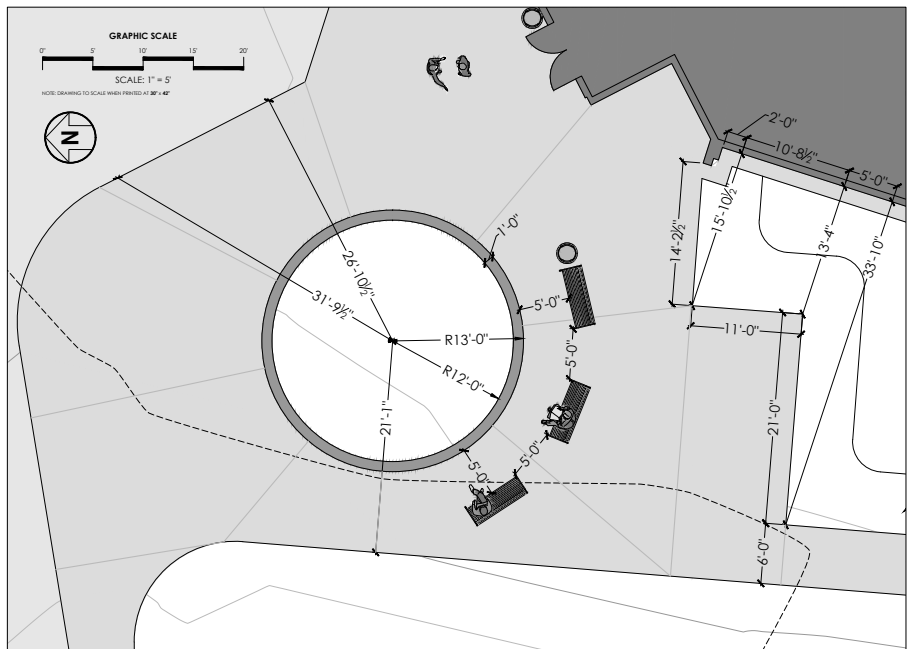 GRAPHIC SCALE
0" 5' 10' 15' 20'
SCALE: 1" = 5'
NOTE: DRAWING TO SCALE WHEN PRINTED AT 30" x 42"
N
2'-0"
10'-8½"
5'-0"
14'-2½"
15'-10½"
13'-4"
33'-10"
1'-0"
26'-10½"
31'-9½"
5'-0"
R13'-0"
11'-0"
5'-0"
R12'-0"
21'-1"
21'-0"
5'-0"
5'-0"
6'-0"